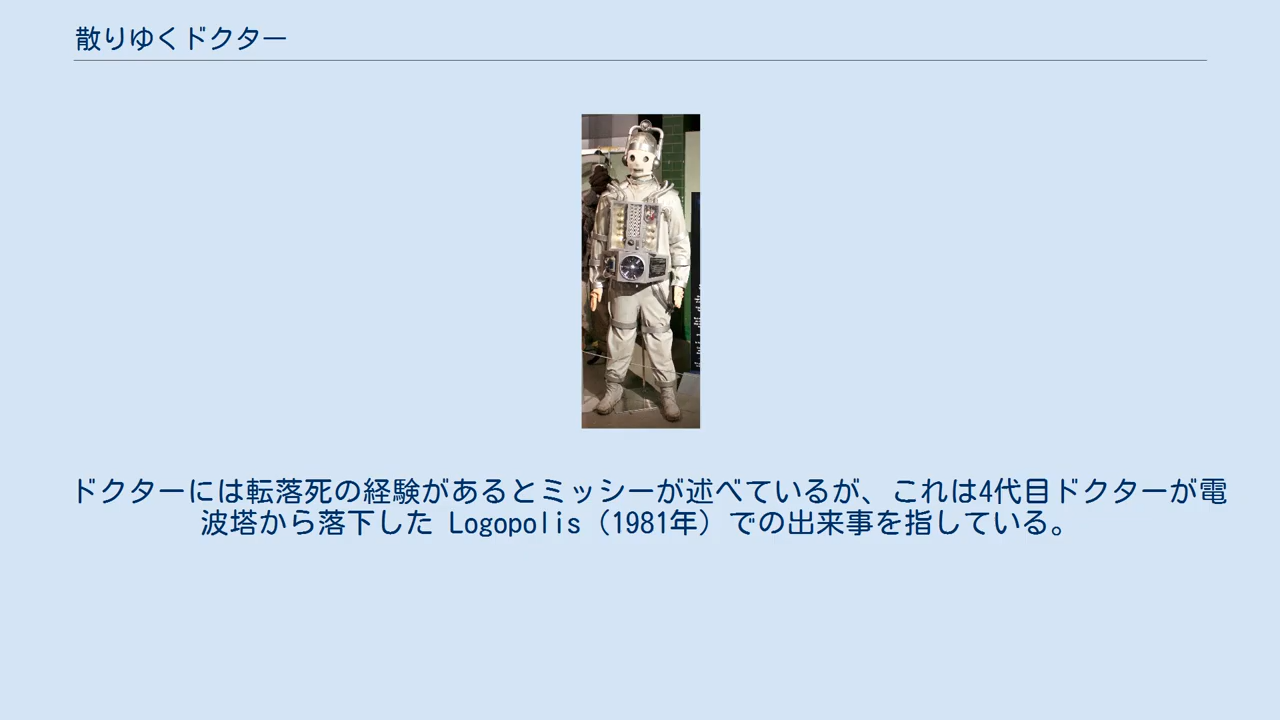 散りゆくドクター
ドクターには転落死の経験があるとミッシーが述べているが、これは4代目ドクターが電
波塔から落下した Logopolis（1981年）での出来事を指している。